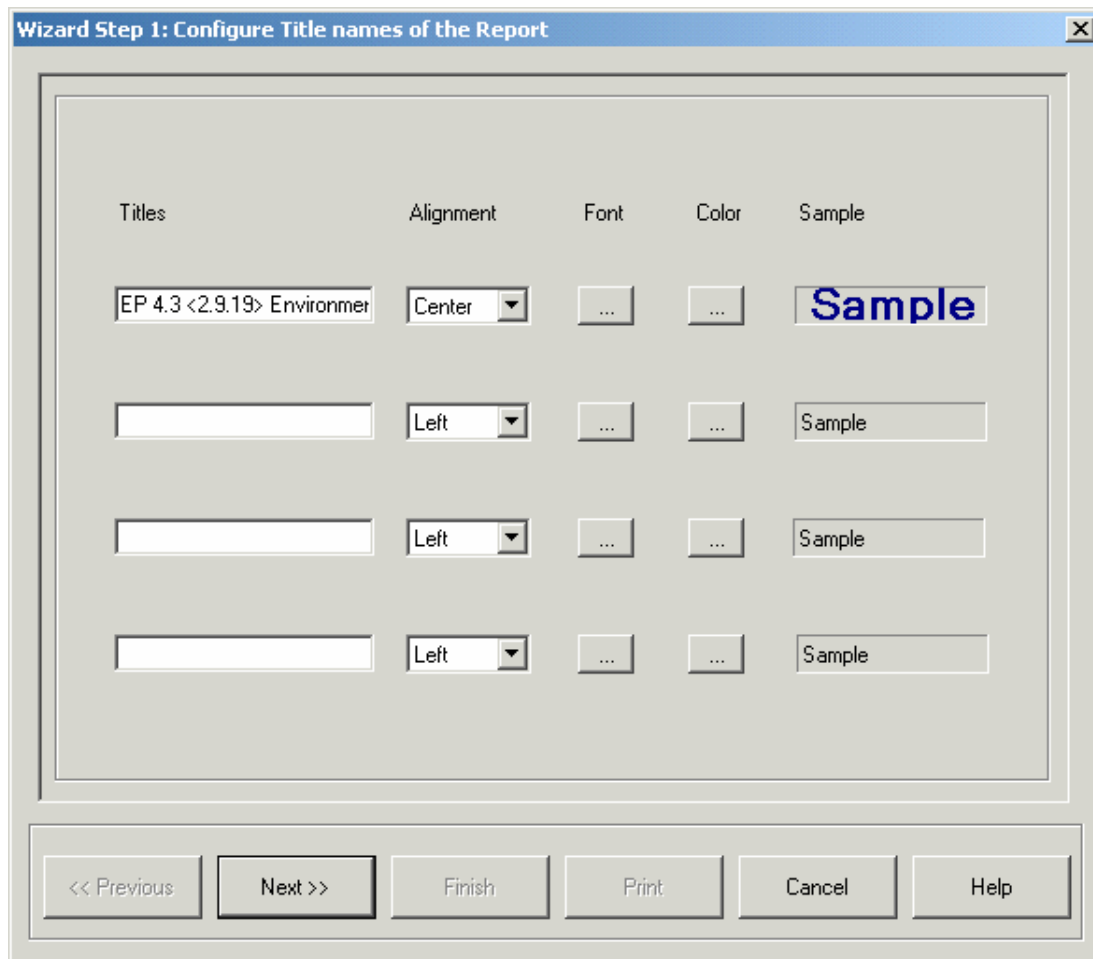 Wizard Step 1: Configure Title names of the Report
Titles Alignment Font Color Sample
EP 4.3 <2.9.19> Environmer Center ... ... Sample
Left ... ... Sample
Left ... ... Sample
Left ... ... Sample
<< Previous Next >> Finish Print Cancel Help